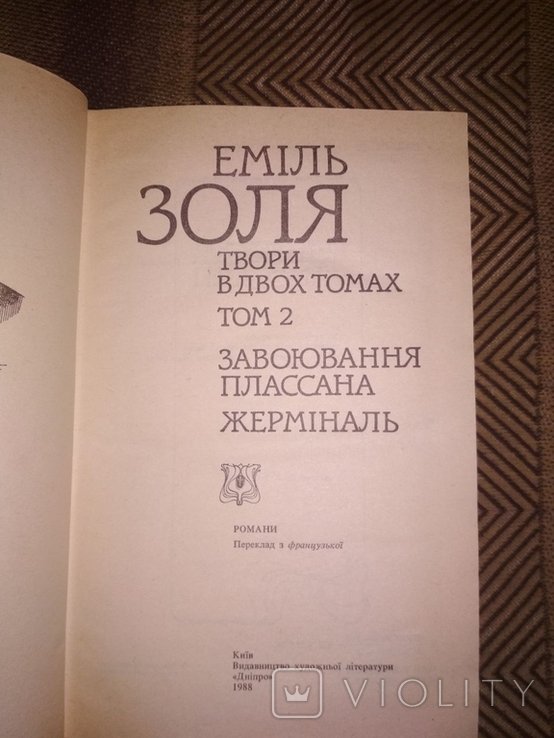 ЕМІЛЬ
ЗОЛЯ
ТВОРИ
В ДВОХ ТОМАХ
ТОМ 2
ЗАВОЮВАННЯ
ПЛАССАНА
ЖЕРМІНАЛЬ
РОМАНИ
Переклад з французької
Київ
Видавництво художньої літератури
«Дніпро»
1988
VIOLITY